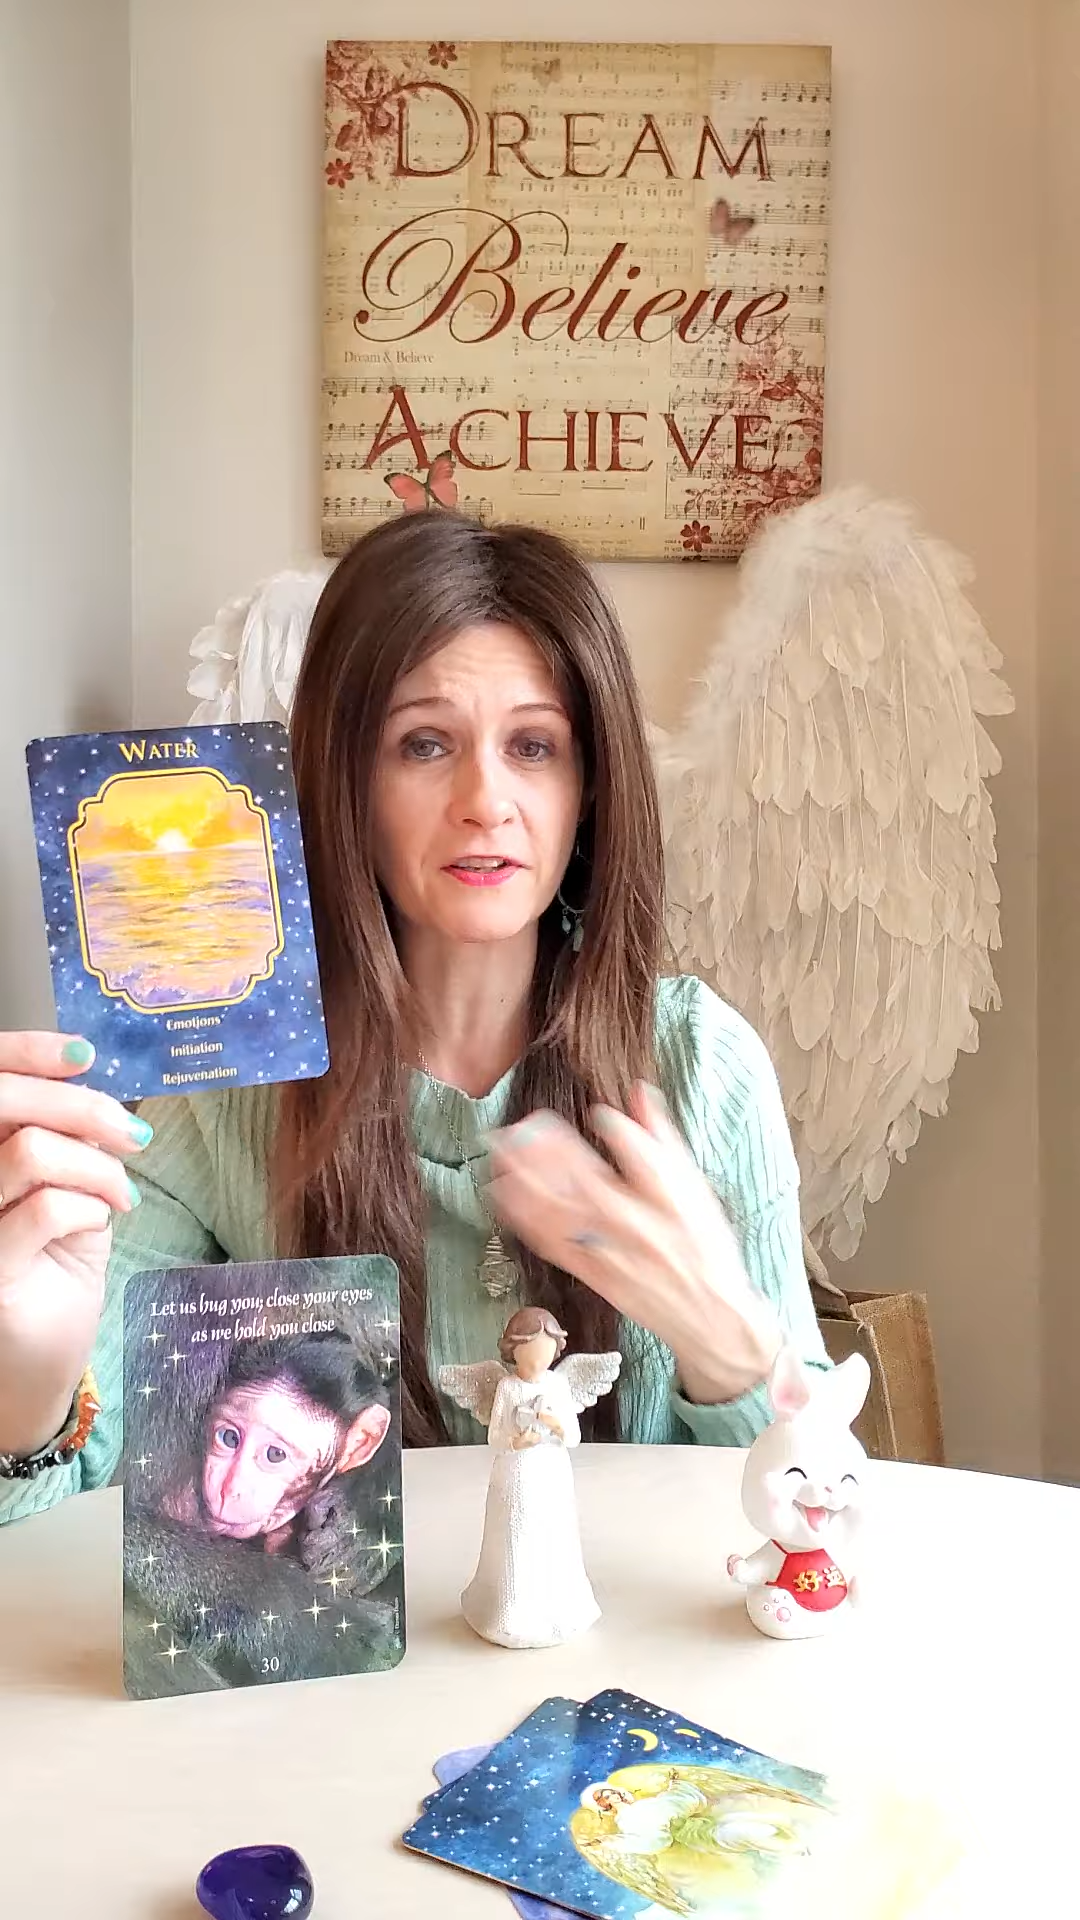 DREAM
Believe
Dream & Believe
ACHIEVE
WATER
Emotions
Initiation
Rejuvenation
Let us hug you; close your eyes
as we hold you close
30
好运